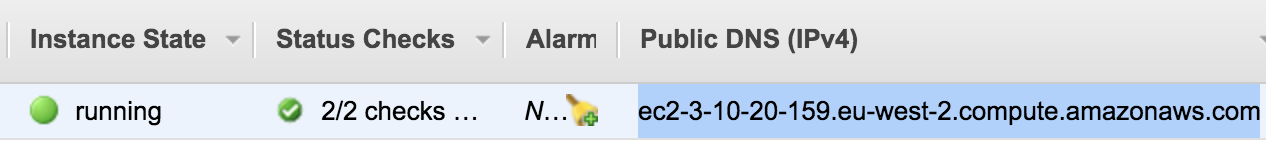 Instance State Status Checks Alarm Public DNS (IPv4)
running 2/2 checks ... N... ec2-3-10-20-159.eu-west-2.compute.amazonaws.com